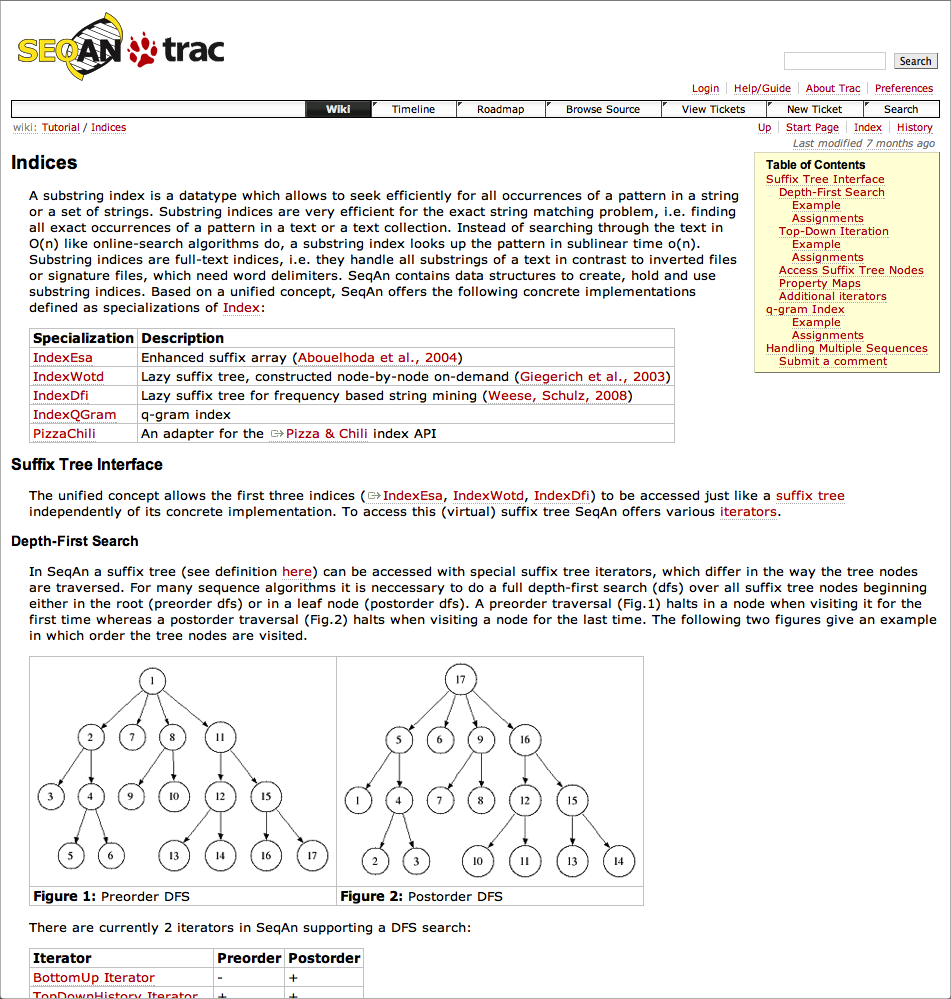 SEQAN trac
Search
Login Help/Guide About Trac Preferences
Wiki Timeline Roadmap Browse Source View Tickets New Ticket Search
wiki: Tutorial / Indices
Up Start Page Index History
Last modified 7 months ago
Indices
A substring index is a datatype which allows to seek efficiently for all occurrences of a pattern in a string
or a set of strings. Substring indices are very efficient for the exact string matching problem, i.e. finding
all exact occurrences of a pattern in a text or a text collection. Instead of searching through the text in
O(n) like online-search algorithms do, a substring index looks up the pattern in sublinear time o(n).
Substring indices are full-text indices, i.e. they handle all substrings of a text in contrast to inverted files
or signature files, which need word delimiters. SeqAn contains data structures to create, hold and use
substring indices. Based on a unified concept, SeqAn offers the following concrete implementations
defined as specializations of Index:
Table of Contents
Suffix Tree Interface
Depth-First Search
Example
Assignments
Top-Down Iteration
Example
Assignments
Access Suffix Tree Nodes
Property Maps
Additional iterators
q-gram Index
Example
Assignments
Handling Multiple Sequences
Submit a comment
Specialization Description
IndexEsa Enhanced suffix array (Abouelhoda et al., 2004)
IndexWotd Lazy suffix tree, constructed node-by-node on-demand (Giegerich et al., 2003)
IndexDfi Lazy suffix tree for frequency based string mining (Weese, Schulz, 2008)
IndexQGram q-gram index
PizzaChili An adapter for the Pizza & Chili index API
Suffix Tree Interface
The unified concept allows the first three indices (IndexEsa, IndexWotd, IndexDfi) to be accessed just like a suffix tree
independently of its concrete implementation. To access this (virtual) suffix tree SeqAn offers various iterators.
Depth-First Search
In SeqAn a suffix tree (see definition here) can be accessed with special suffix tree iterators, which differ in the way the tree nodes
are traversed. For many sequence algorithms it is neccessary to do a full depth-first search (dfs) over all suffix tree nodes beginning
either in the root (preorder dfs) or in a leaf node (postorder dfs). A preorder traversal (Fig.1) halts in a node when visiting it for the
first time whereas a postorder traversal (Fig.2) halts when visiting a node for the last time. The following two figures give an example
in which order the tree nodes are visited.
1
2 7 8 11
3 4 9 10 12 15
5 6 13 14 16 17
Figure 1: Preorder DFS
17
5 6 9 16
1 4 7 8 12 15
2 3 10 11 13 14
Figure 2: Postorder DFS
There are currently 2 iterators in SeqAn supporting a DFS search:
Iterator Preorder Postorder
BottomUp Iterator - +
TopDownHistory Iterator + +